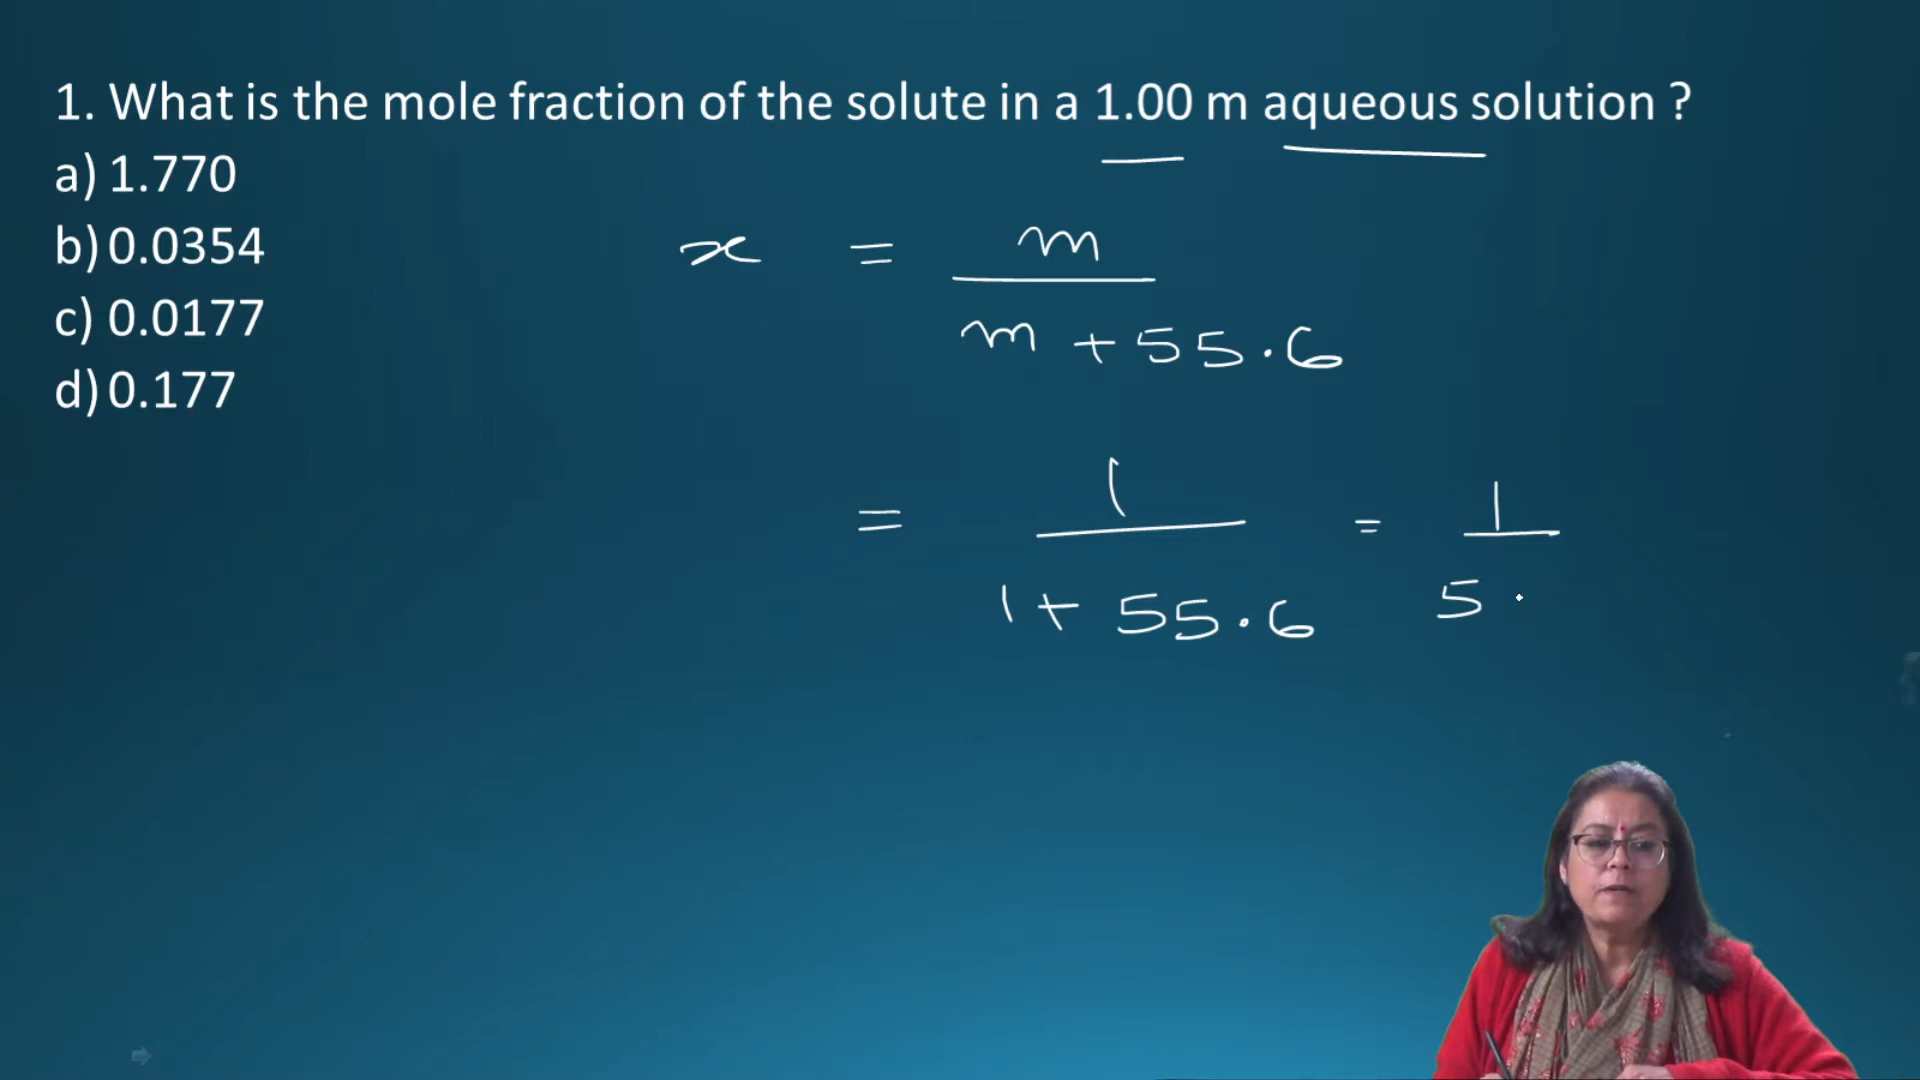 1. What is the mole fraction of the solute in a 1.00 m aqueous solution ?
a) 1.770
b) 0.0354
c) 0.0177
d) 0.177
x = m
m + 55.6
= 1 = 1
1 + 55.6 5